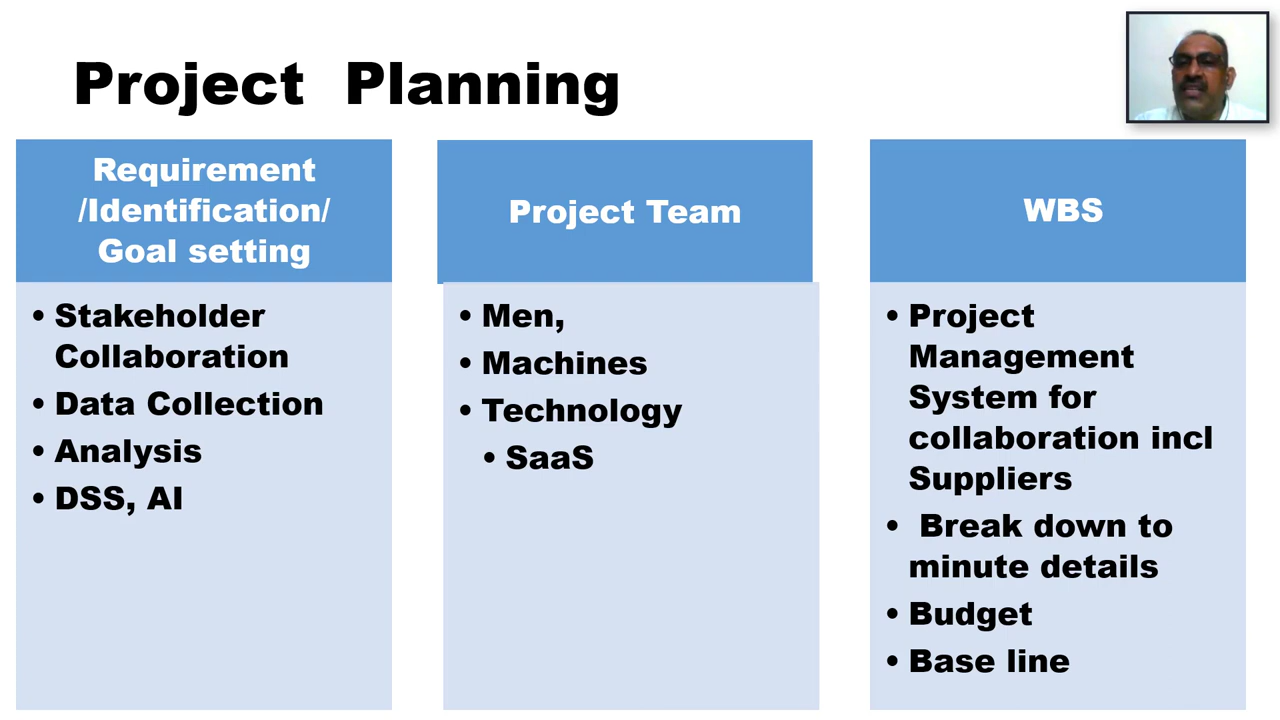 Project Planning
Requirement
/Identification/
Goal setting
• Stakeholder
Collaboration
• Data Collection
• Analysis
• DSS, AI
Project Team
• Men,
• Machines
• Technology
• SaaS
WBS
• Project
Management
System for
collaboration incl
Suppliers
• Break down to
minute details
• Budget
• Base line